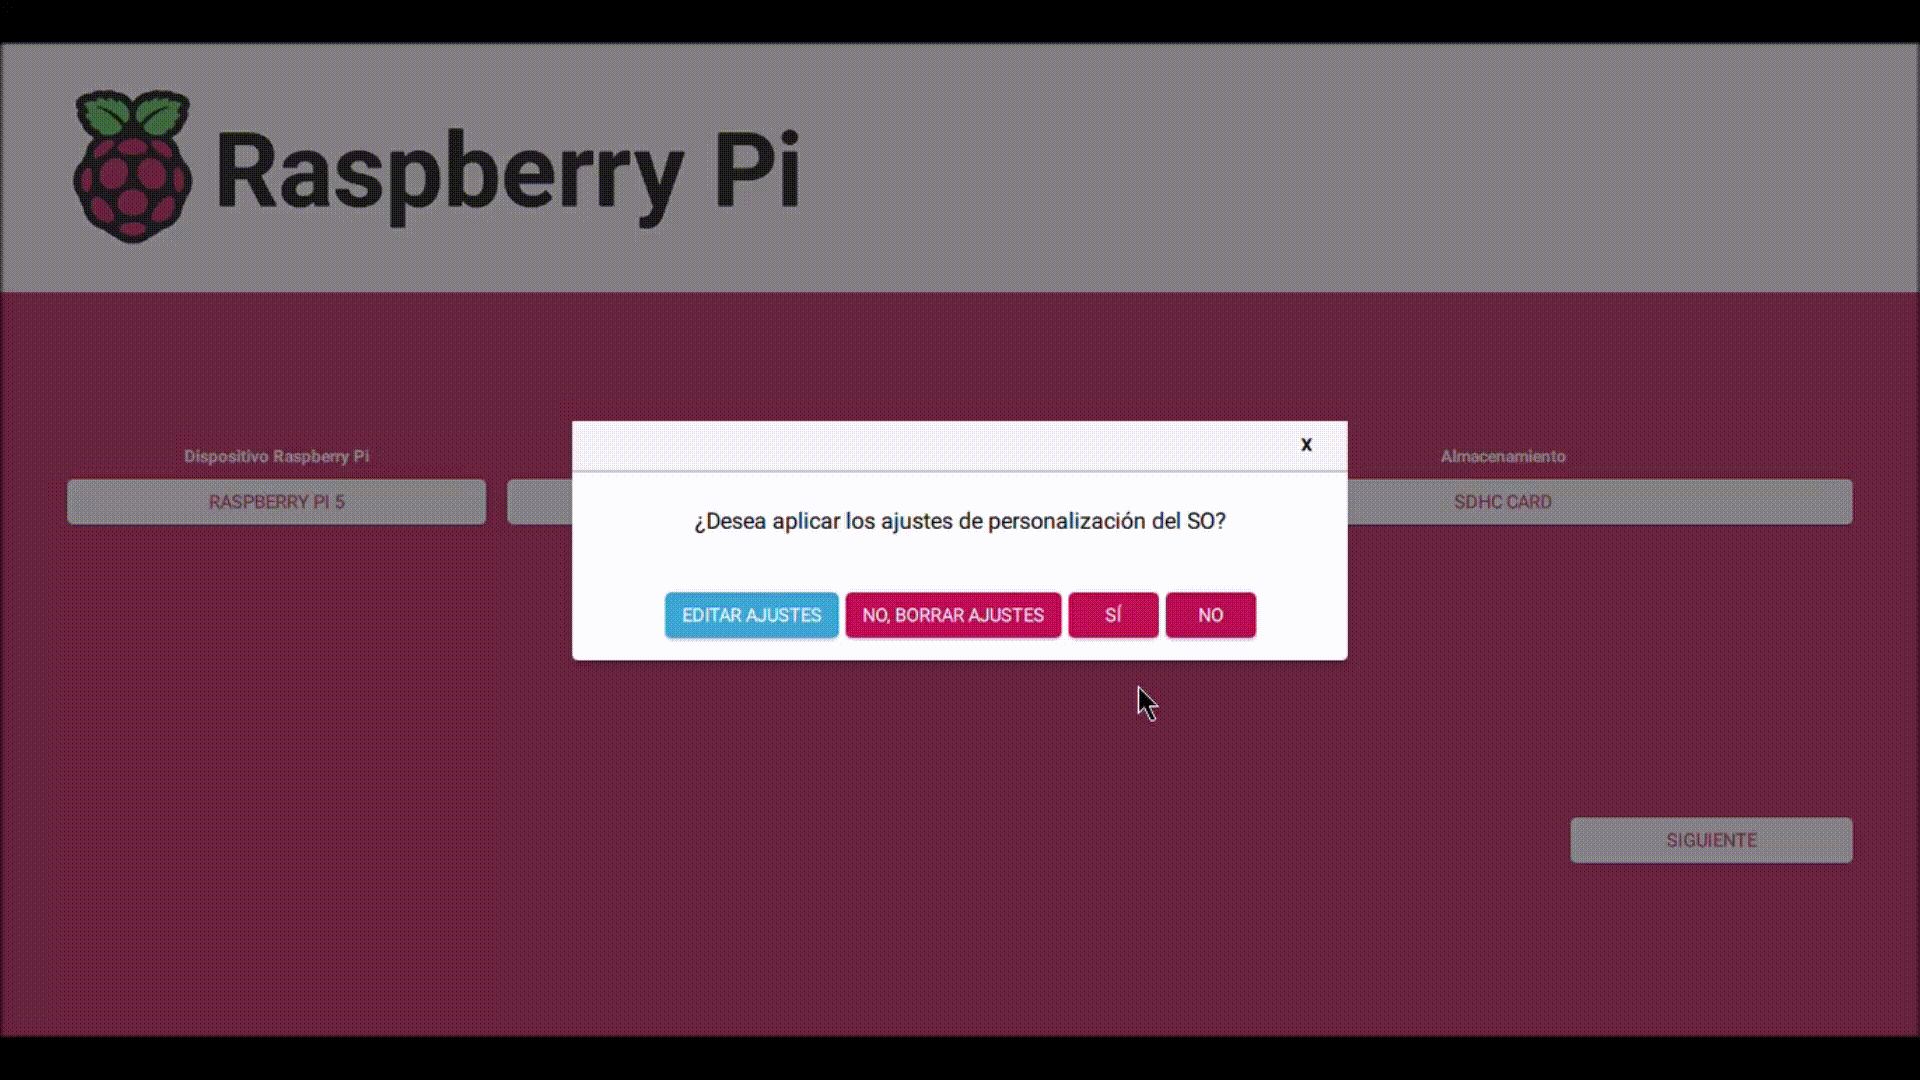 Raspberry Pi
Dispositivo Raspberry Pi
Almacenamiento
RASPBERRY PI 5
SDHC CARD
X
¿Desea aplicar los ajustes de personalización del SO?
EDITAR AJUSTES
NO, BORRAR AJUSTES
SÍ
NO
SIGUIENTE